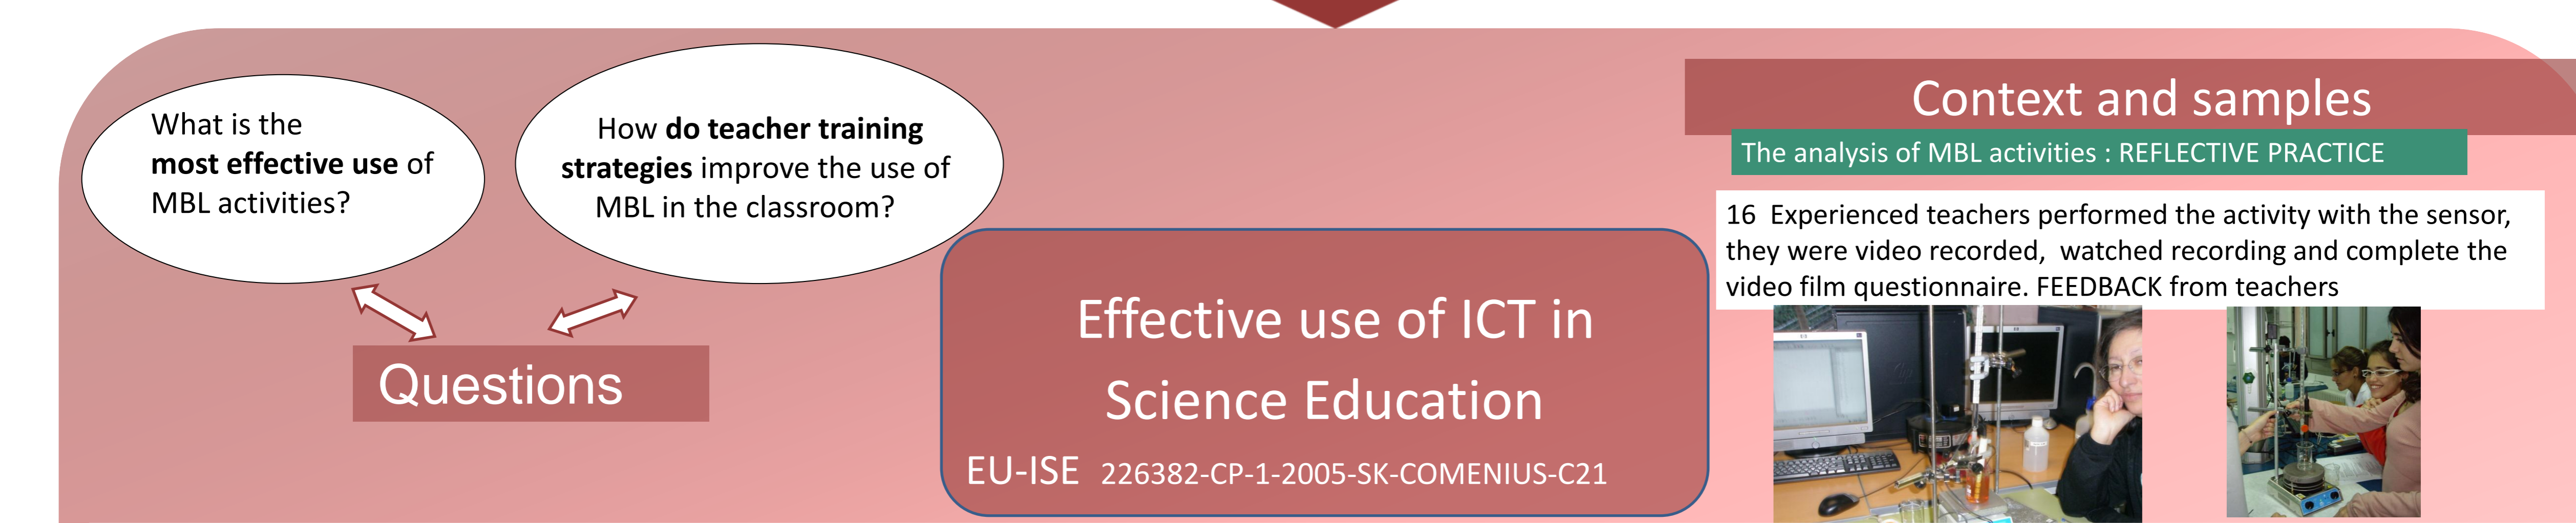 What is the
most effective use of
MBL activities?
How do teacher training
strategies improve the use of
MBL in the classroom?
Questions
Effective use of ICT in
Science Education
EU-ISE 226382-CP-1-2005-SK-COMENIUS-C21
Context and samples
The analysis of MBL activities : REFLECTIVE PRACTICE
16 Experienced teachers performed the activity with the sensor,
they were video recorded, watched recording and complete the
video film questionnaire. FEEDBACK from teachers